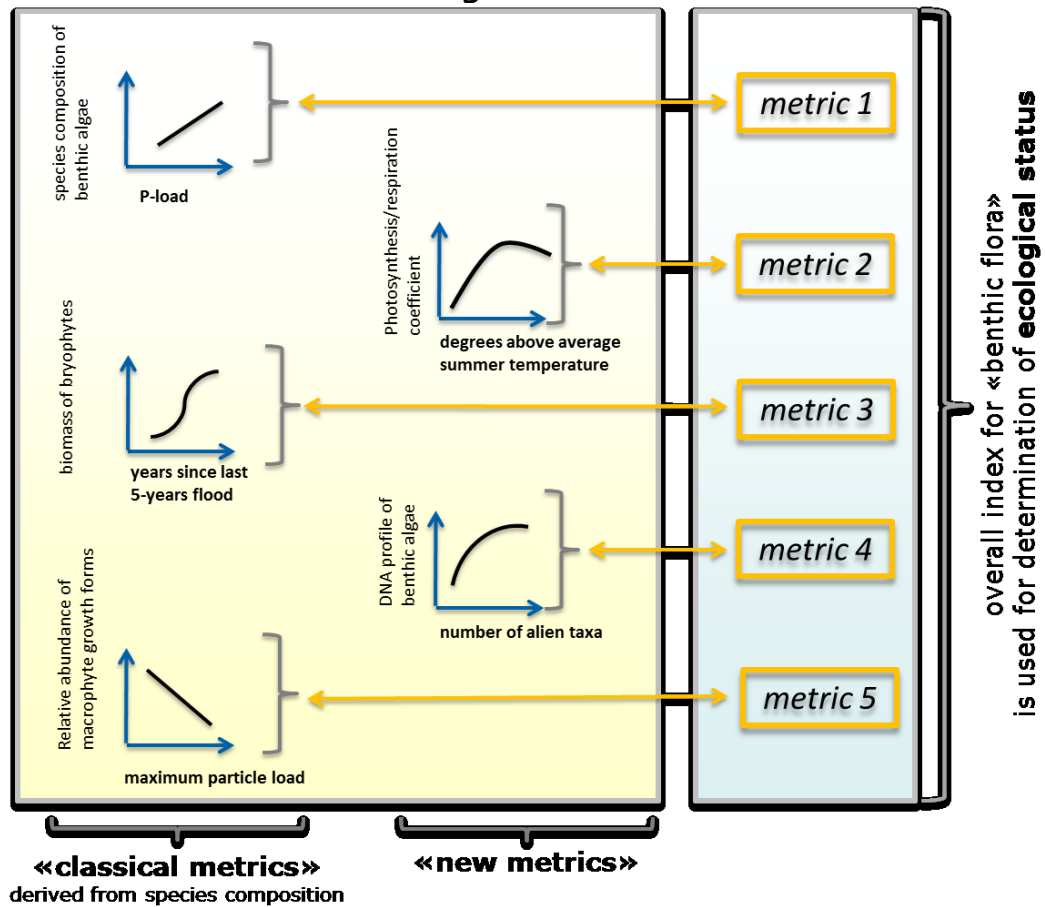 species composition of
benthic algae
P-load
metric 1
Photosynthesis/respiration
coefficient
degrees above average
summer temperature
metric 2
biomass of bryophytes
years since last
5-years flood
metric 3
DNA profile of
benthic algae
number of alien taxa
metric 4
Relative abundance of
macrophyte growth forms
maximum particle load
metric 5
overall index for «benthic flora»
is used for determination of ecological status
«classical metrics»
derived from species composition
«new metrics»